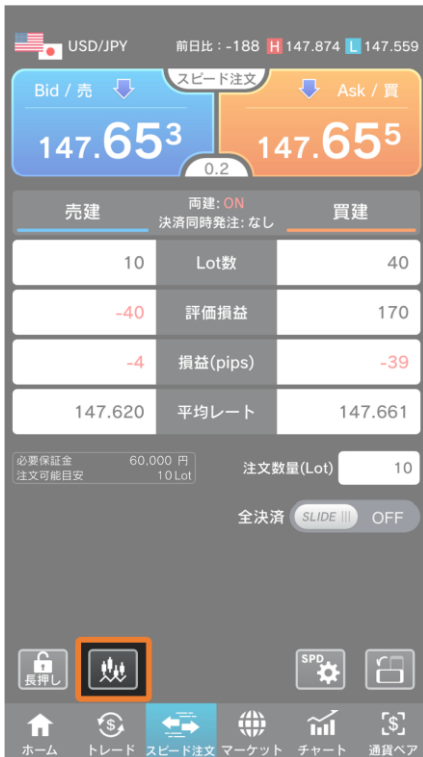 USD/JPY 前日比：-188 H 147.874 L 147.559
スピード注文
Bid / 売 Ask / 買
147.653 147.655
0.2
売建 両建: ON 買建
決済同時発注: なし
10 Lot数 40
-40 評価損益 170
-4 損益(pips) -39
147.620 平均レート 147.661
必要保証金 60,000 円
注文可能目安 10 Lot
注文数量(Lot) 10
全決済 SLIDE OFF
長押し
SPD
ホーム トレード スピード注文 マーケット チャート 通貨ペア